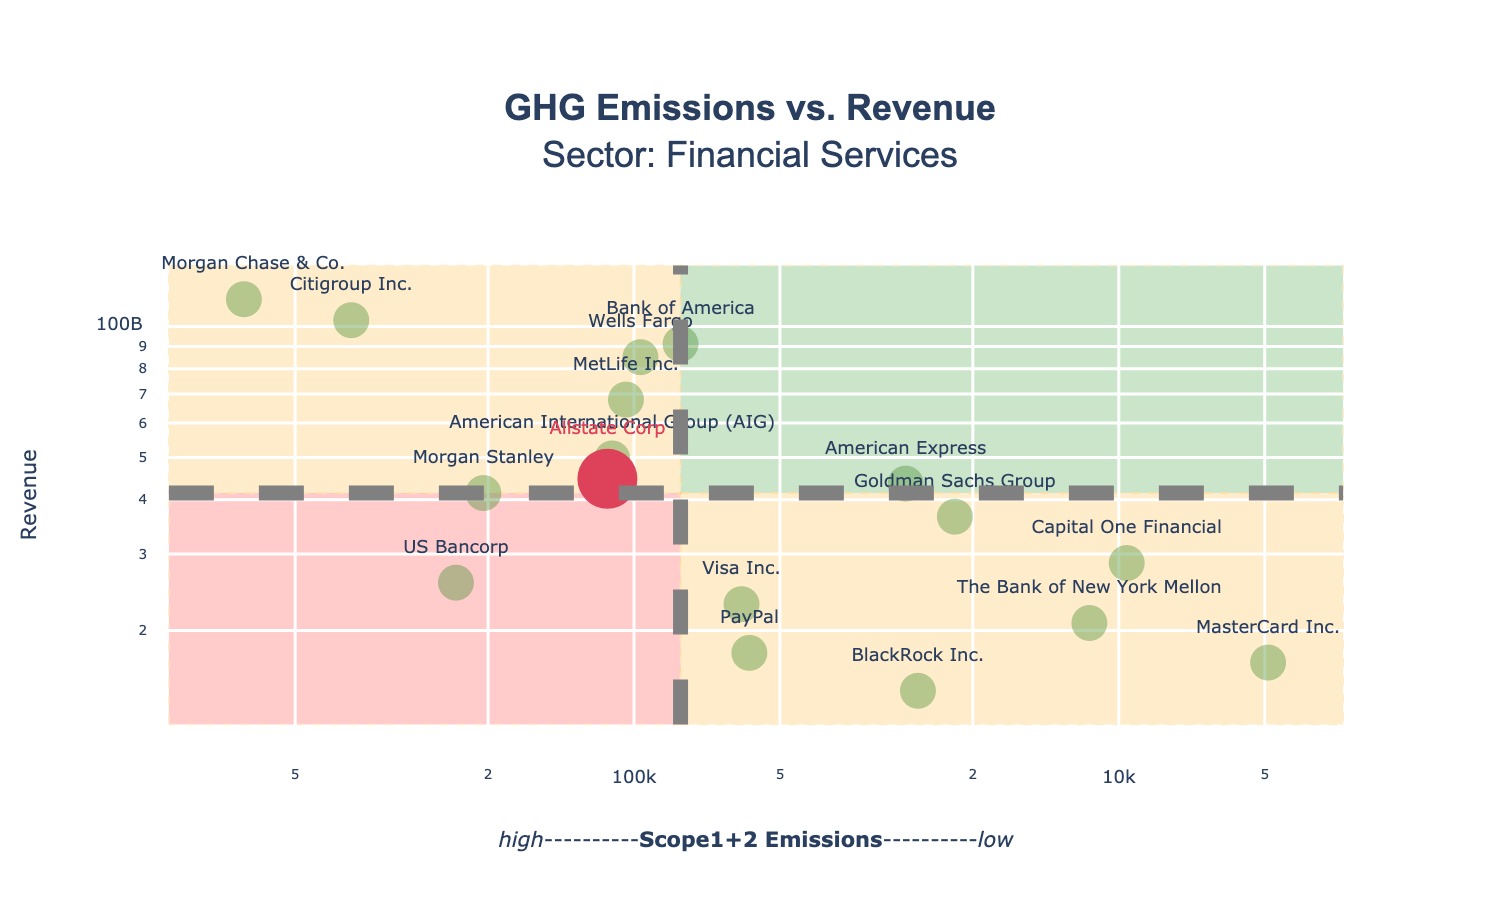 GHG Emissions vs. Revenue
Sector: Financial Services
Morgan Chase & Co.
Citigroup Inc.
Bank of America
Wells Fargo
MetLife Inc.
American International Group (AIG)
Allstate Corp
Morgan Stanley
American Express
Goldman Sachs Group
Capital One Financial
US Bancorp
Visa Inc.
The Bank of New York Mellon
PayPal
MasterCard Inc.
BlackRock Inc.
Revenue
100B
9
8
7
6
5
4
3
2
5 2 100k 5 2 10k 5
high----------Scope1+2 Emissions----------low